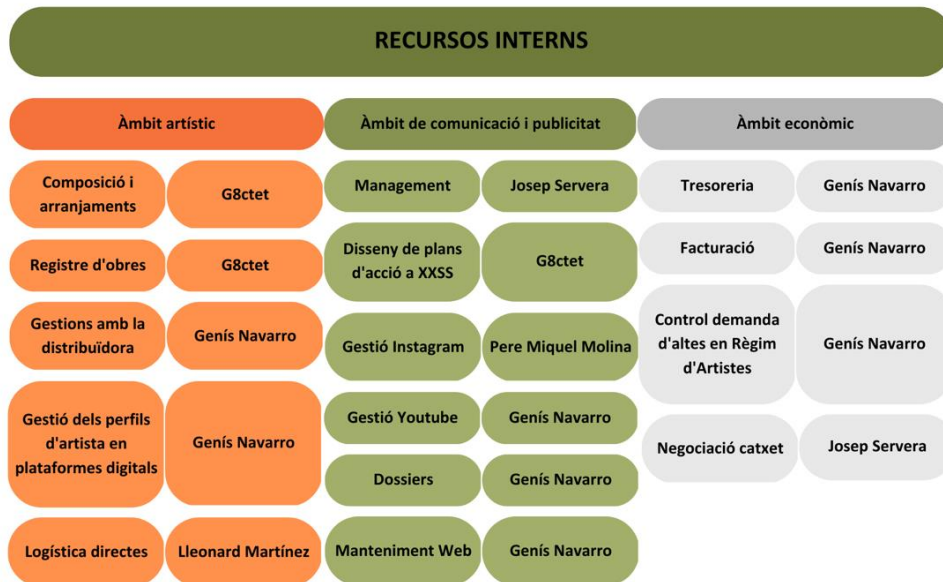 RECURSOS INTERNS
Àmbit artístic
Composició i
arranjaments
G8ctet
Registre d'obres
G8ctet
Gestions amb la
distribuïdora
Genís Navarro
Gestió dels perfils
d'artista en
plataformes digitals
Genís Navarro
Logística directes
Lleonard Martínez
Àmbit de comunicació i publicitat
Management
Josep Servera
Disseny de plans
d'acció a XXSS
G8ctet
Gestió Instagram
Pere Miquel Molina
Gestió Youtube
Genís Navarro
Dossiers
Genís Navarro
Manteniment Web
Genís Navarro
Àmbit econòmic
Tresoreria
Genís Navarro
Facturació
Genís Navarro
Control demanda
d'altes en Règim
d'Artistes
Genís Navarro
Negociació catxet
Josep Servera